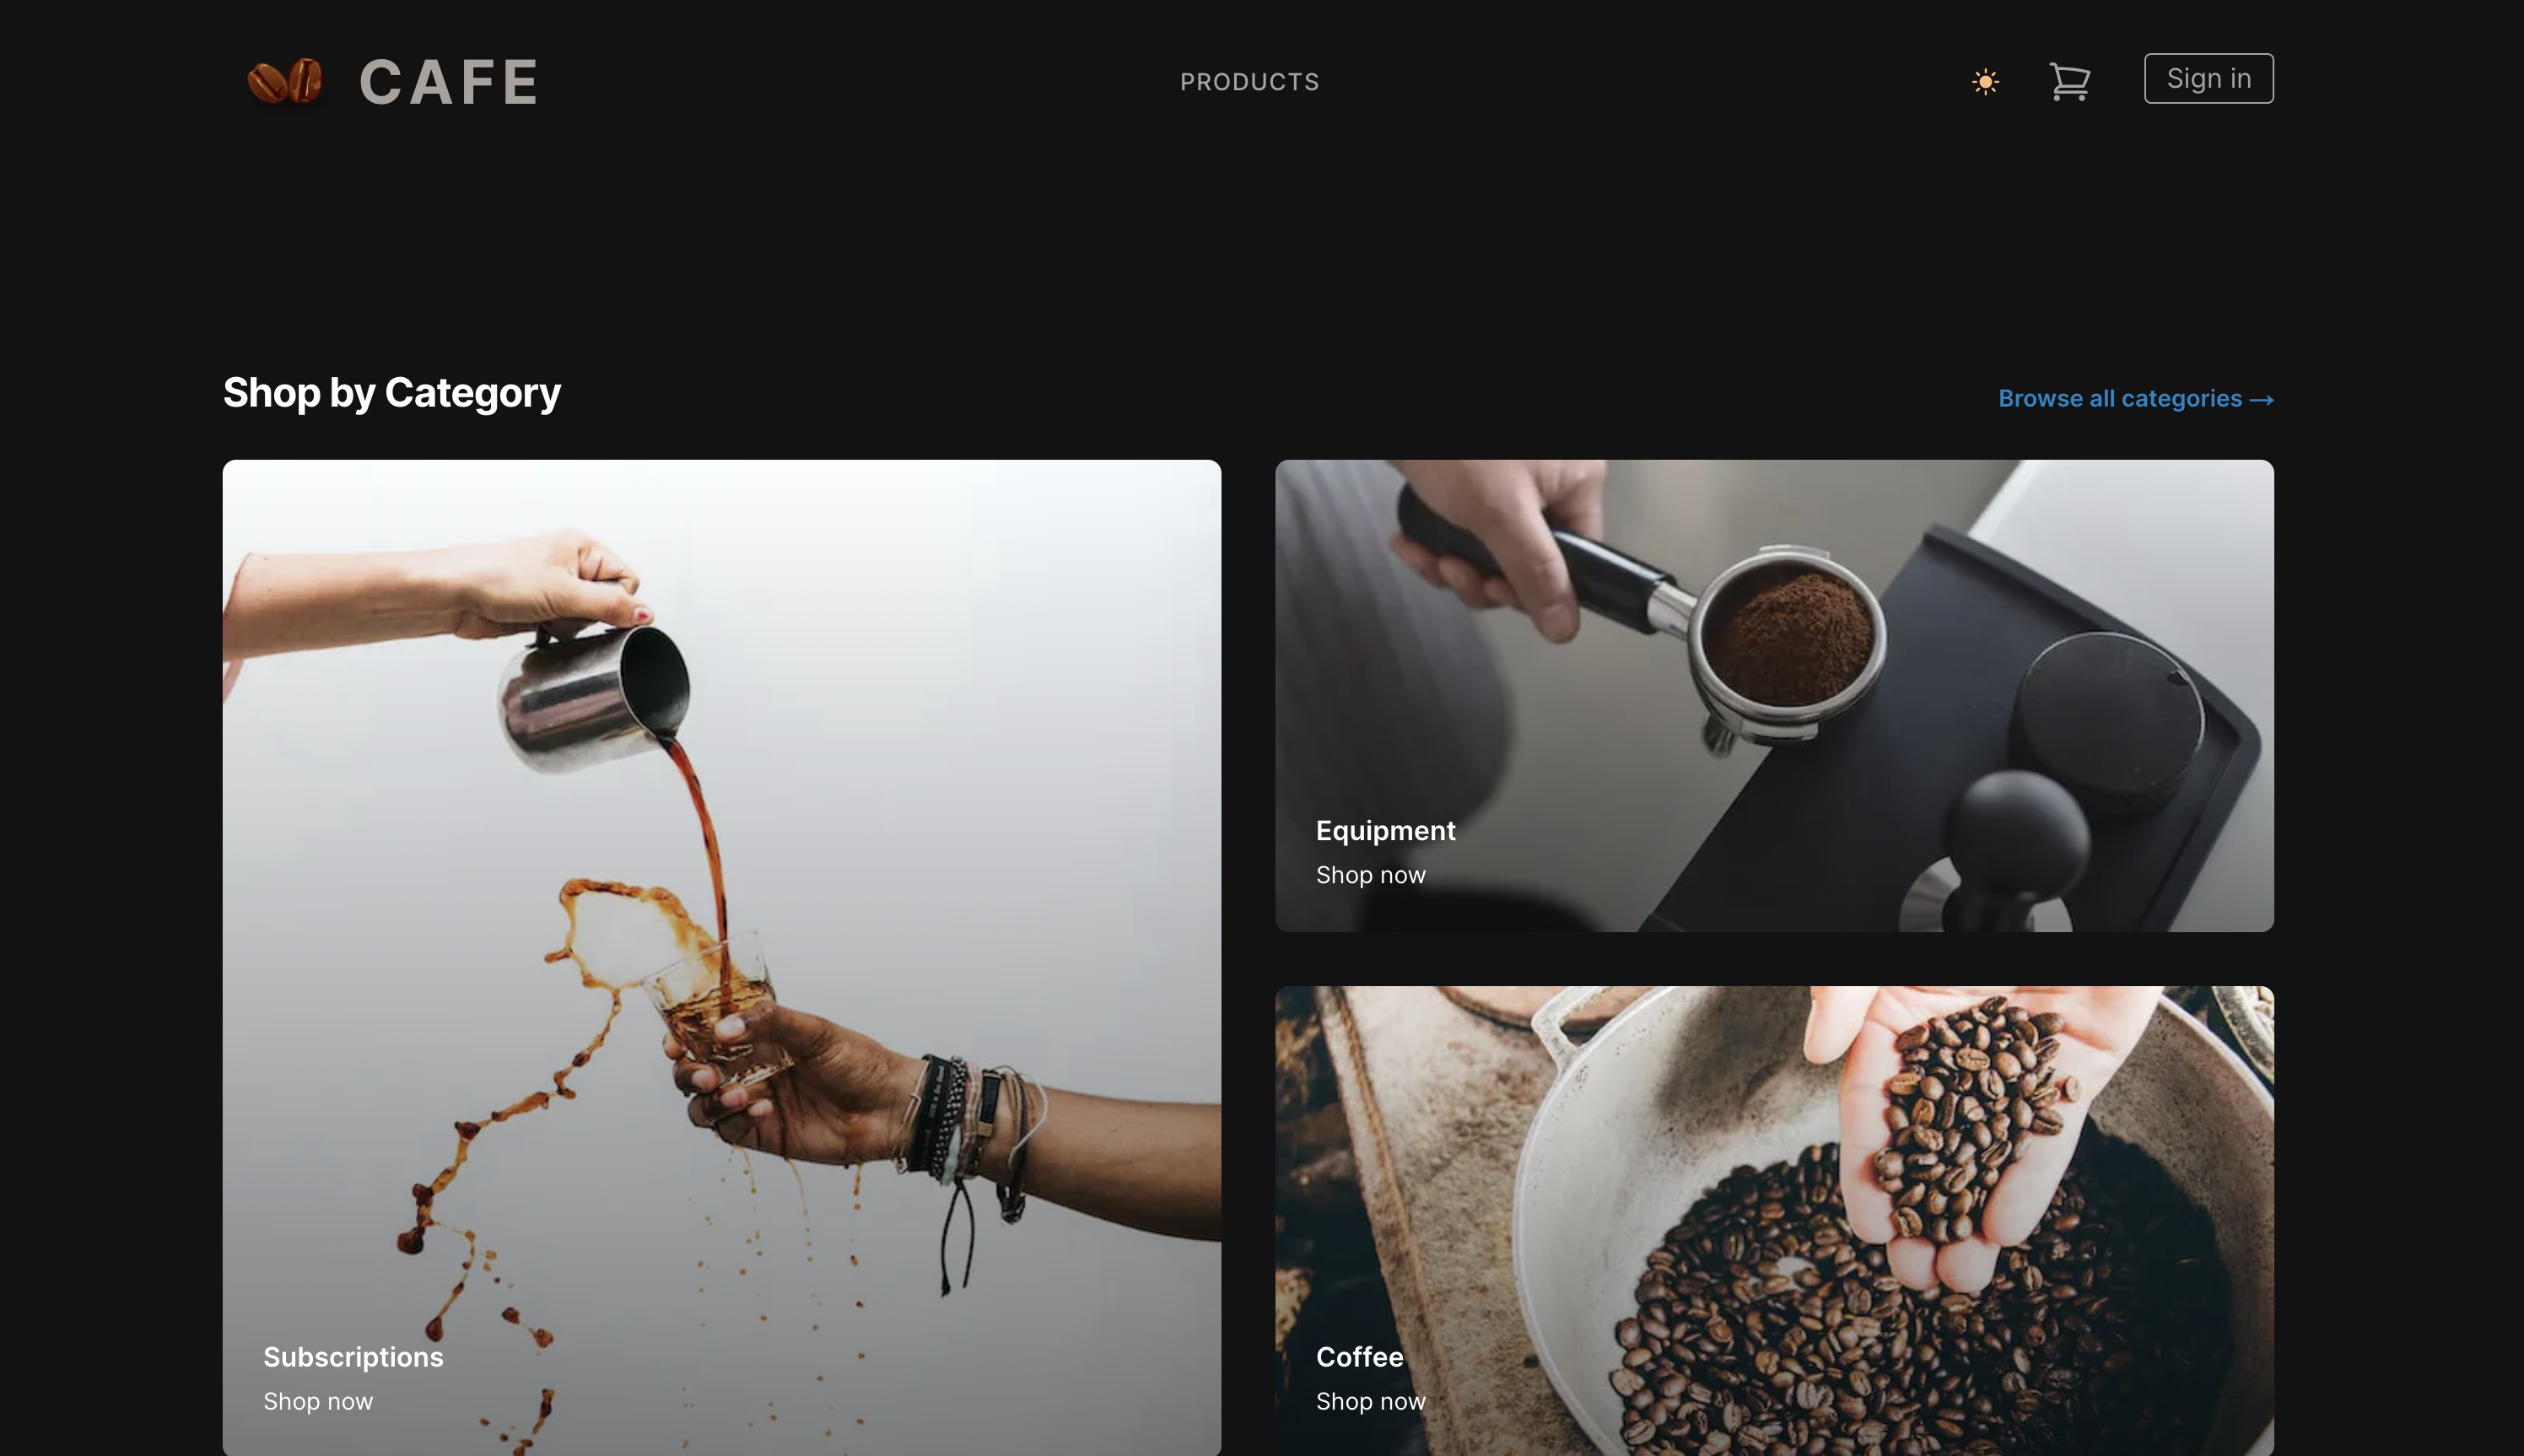 CAFE
PRODUCTS
Sign in
Shop by Category
Browse all categories →
Subscriptions
Shop now
Equipment
Shop now
Coffee
Shop now